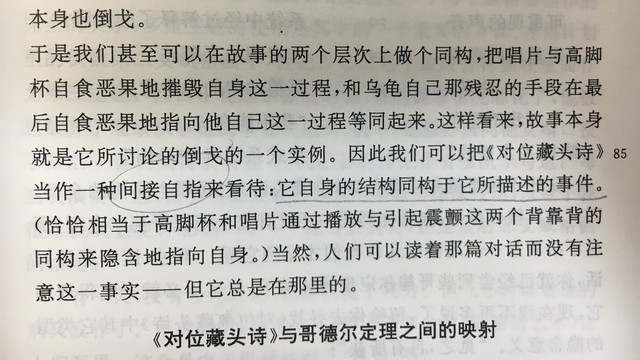 本身也倒戈。
于是我们甚至可以在故事的两个层次上做个同构，把唱片与高脚
杯自食恶果地摧毁自身这一过程，和乌龟自己那残忍的手段在最
后自食恶果地指向他自己这一过程等同起来。这样看来，故事本身
就是它所讨论的倒戈的一个实例。因此我们可以把《对位藏头诗》 85
当作一种间接自指来看待：它自身的结构同构于它所描述的事件。
（恰恰相当于高脚杯和唱片通过播放与引起震颤这两个背靠背的
同构来隐含地指向自身。）当然，人们可以读着那篇对话而没有注
意这一事实——但它总是在那里的。
《对位藏头诗》与哥德尔定理之间的映射